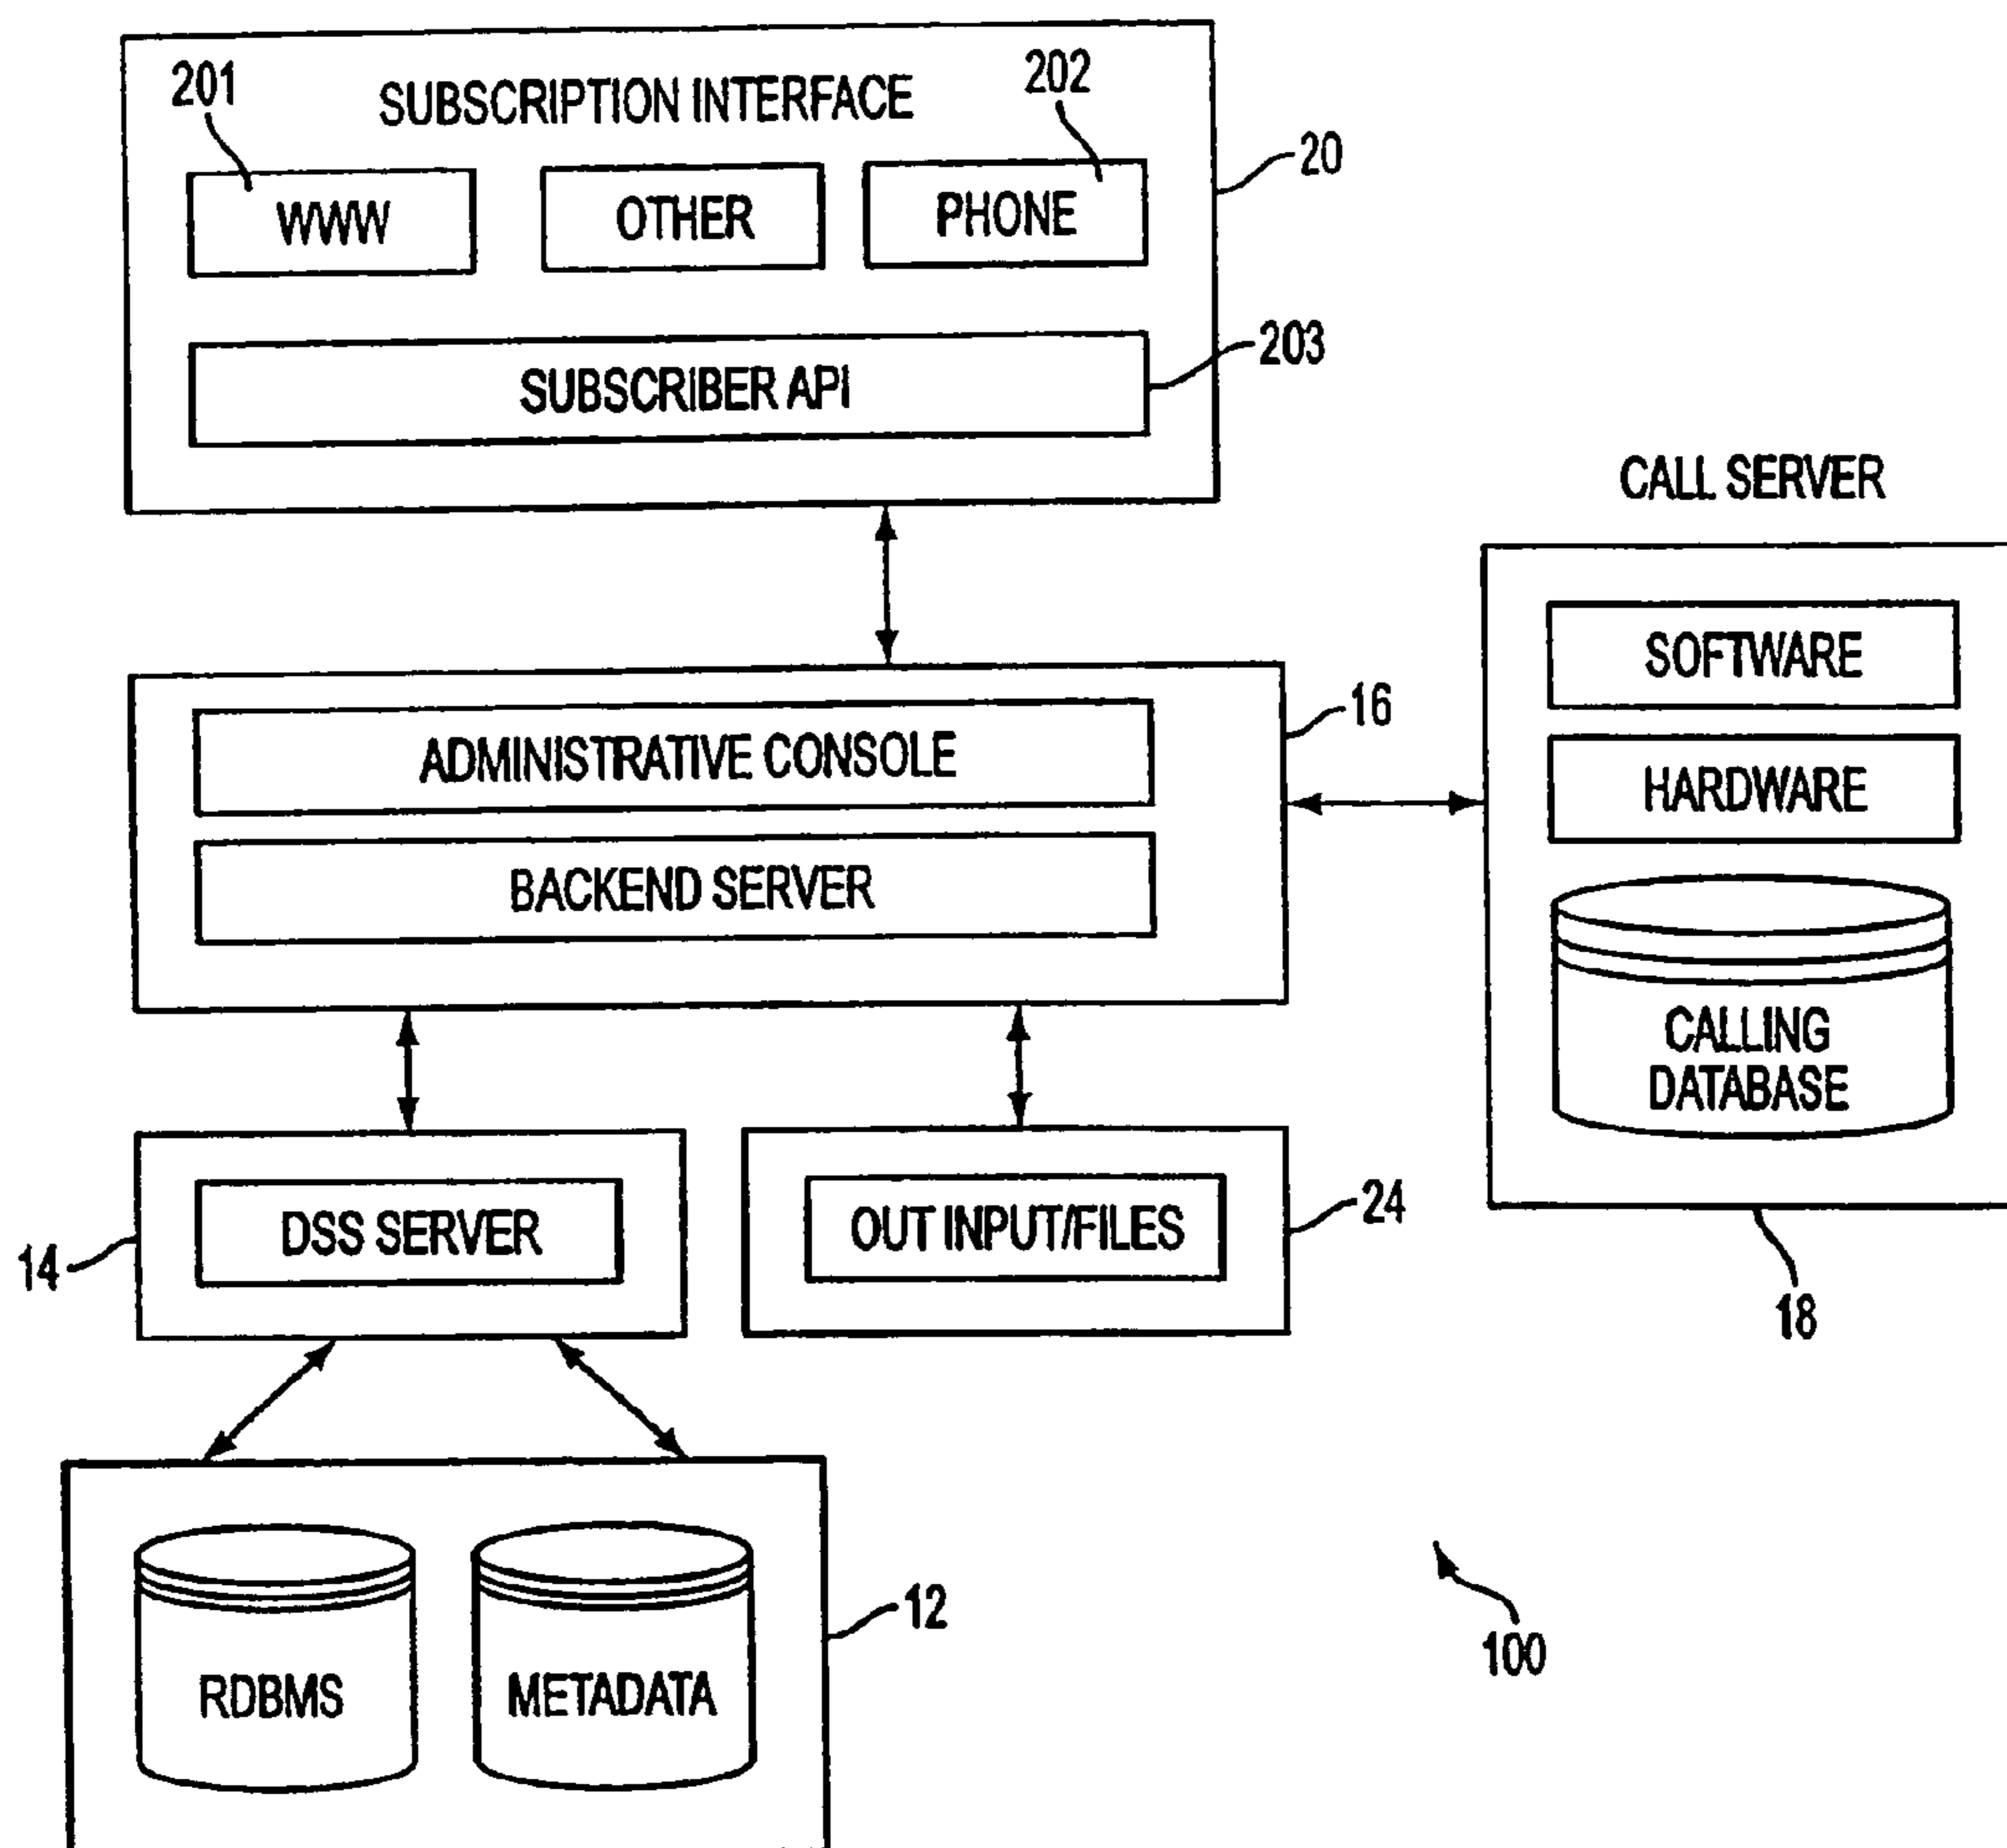 201
SUBSCRIPTION INTERFACE
202
20
WWW
OTHER
PHONE
203
SUBSCRIBER API
CALL SERVER
16
ADMINISTRATIVE CONSOLE
BACKEND SERVER
SOFTWARE
HARDWARE
CALLING
DATABASE
18
14
DSS SERVER
OUT INPUT/FILES
24
12
RDBMS
METADATA
100